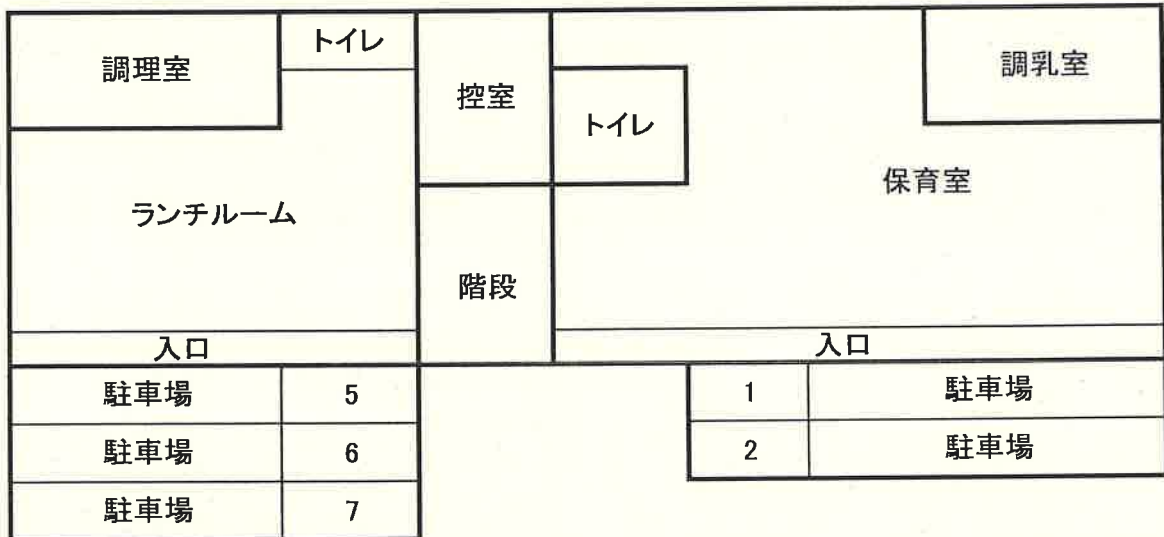 調理室
トイレ
控室
調乳室
トイレ
保育室
ランチルーム
階段
入口
入口
駐車場 5
1 駐車場
駐車場 6
2 駐車場
駐車場 7